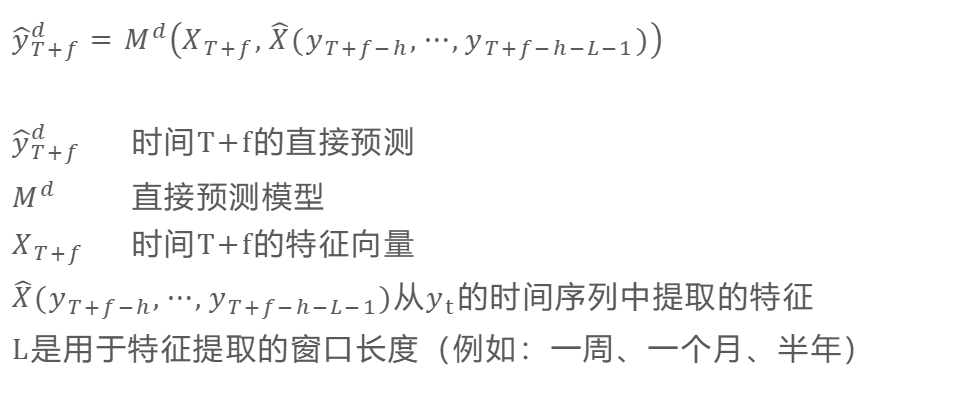 ŷ^d_{T+f} = M^d(X_{T+f}, X̂(y_{T+f-h}, ⋯, y_{T+f-h-L-1}))
ŷ^d_{T+f} 时间T+f的直接预测
M^d 直接预测模型
X_{T+f} 时间T+f的特征向量
X̂(y_{T+f-h}, ⋯, y_{T+f-h-L-1})从y_t的时间序列中提取的特征
L是用于特征提取的窗口长度（例如：一周、一个月、半年）